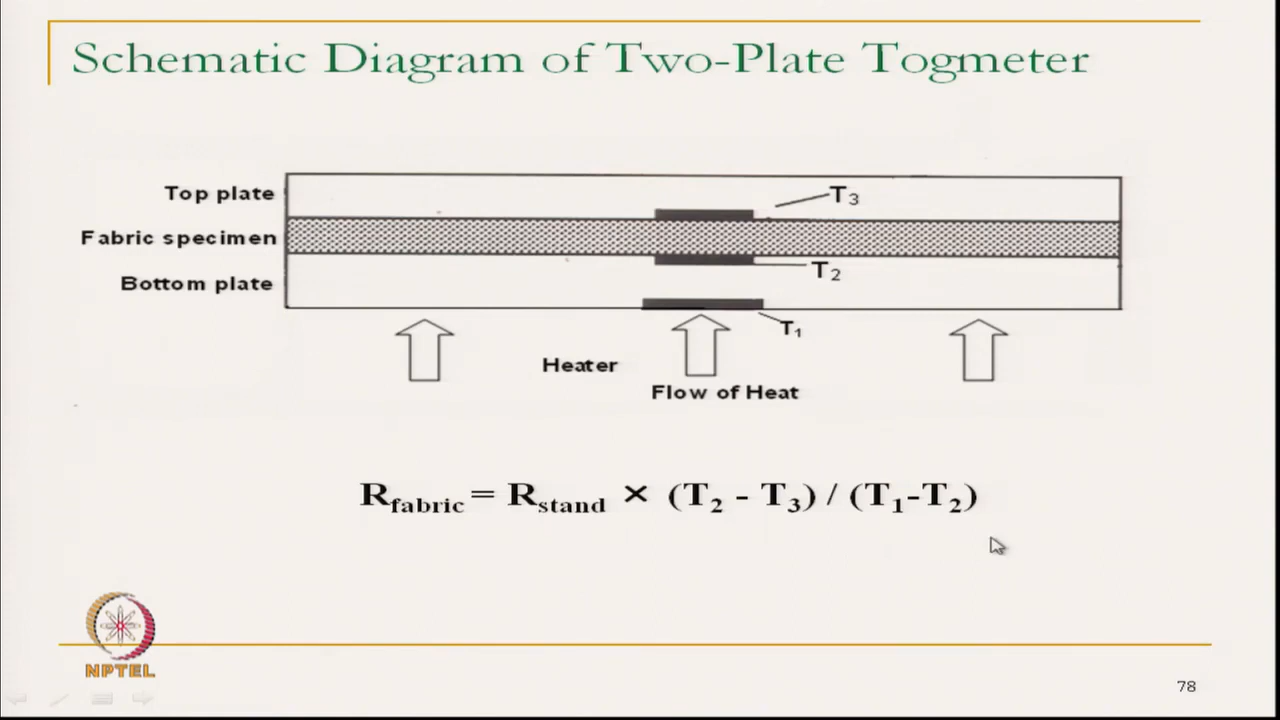 Schematic Diagram of Two-Plate Togmeter
Top plate
T3
Fabric specimen
T2
Bottom plate
T1
Heater
Flow of Heat
Rfabric = Rstand × (T2 - T3) / (T1-T2)
NPTEL
78